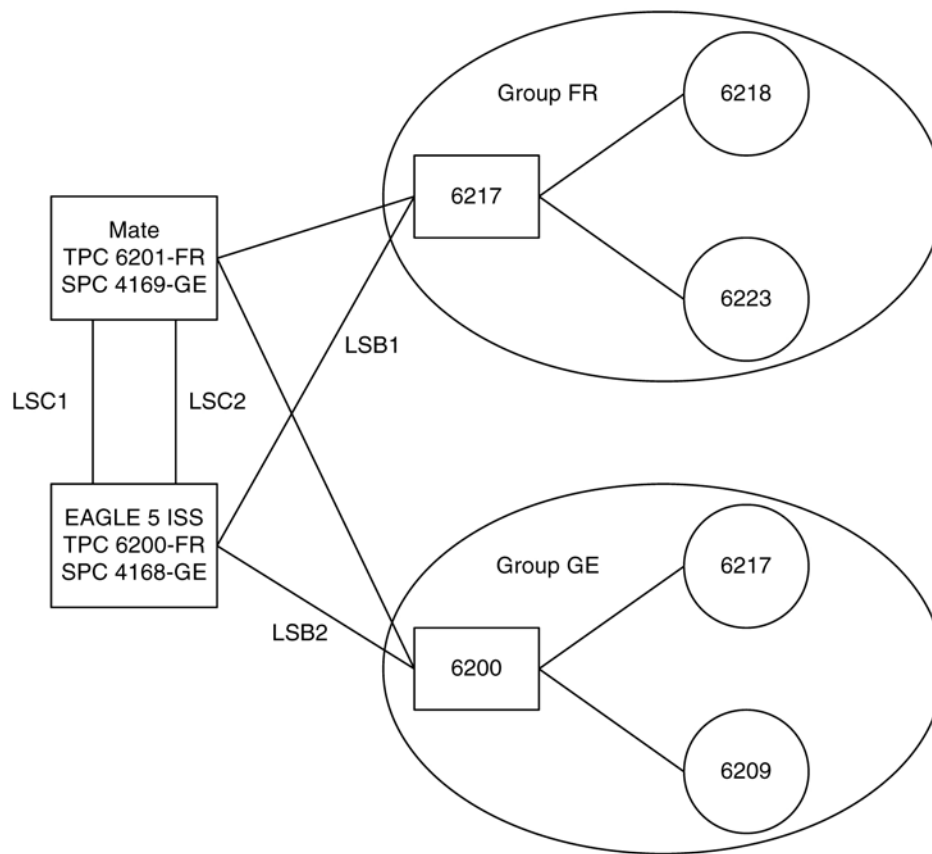 Group FR
6218
6217
6223
Mate
TPC 6201-FR
SPC 4169-GE
LSB1
LSC1
LSC2
EAGLE 5 ISS
TPC 6200-FR
SPC 4168-GE
LSB2
Group GE
6217
6200
6209